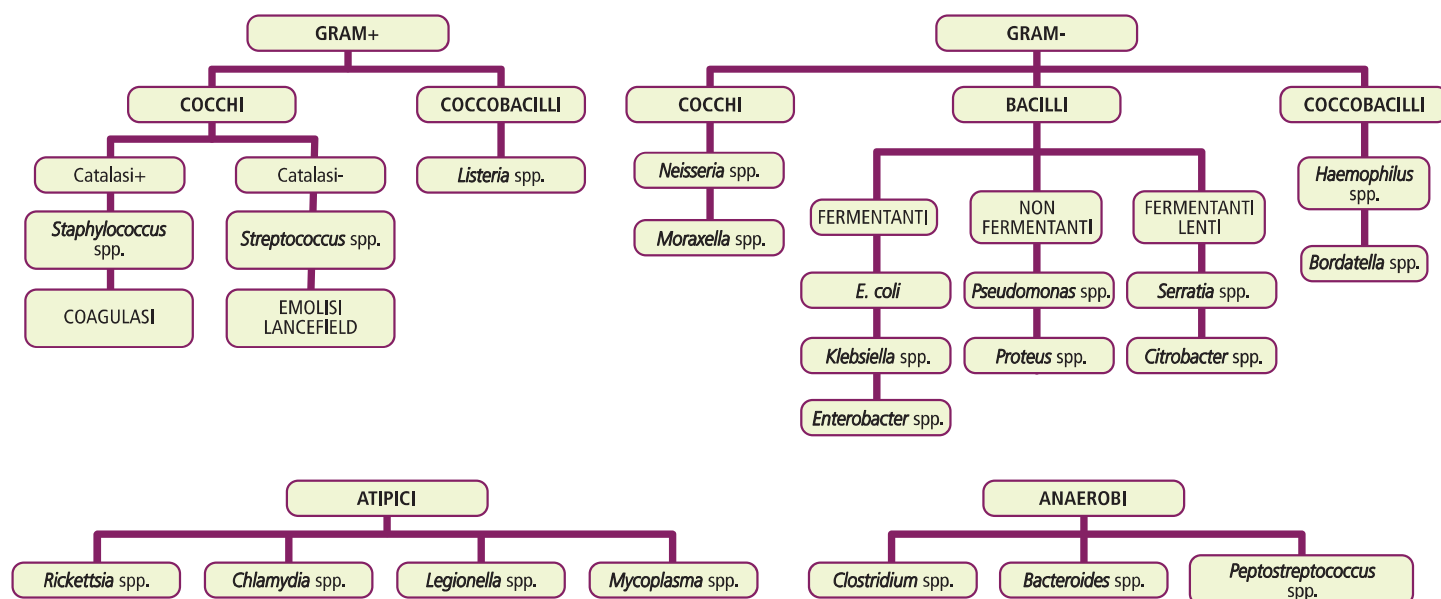 GRAM+
COCCHI
COCCOBACILLI
Catalasi+
Catalasi-
Listeria spp.
Staphylococcus
spp.
Streptococcus spp.
COAGULASI
EMOLISI
LANCEFIELD
GRAM-
COCCHI
BACILLI
COCCOBACILLI
Neisseria spp.
Moraxella spp.
FERMENTANTI
NON
FERMENTANTI
FERMENTANTI
LENTI
E. coli
Pseudomonas spp.
Serratia spp.
Klebsiella spp.
Proteus spp.
Citrobacter spp.
Enterobacter spp.
Haemophilus
spp.
Bordatella spp.
ATIPICI
Rickettsia spp.
Chlamydia spp.
Legionella spp.
Mycoplasma spp.
ANAEROBI
Clostridium spp.
Bacteroides spp.
Peptostreptococcus
spp.